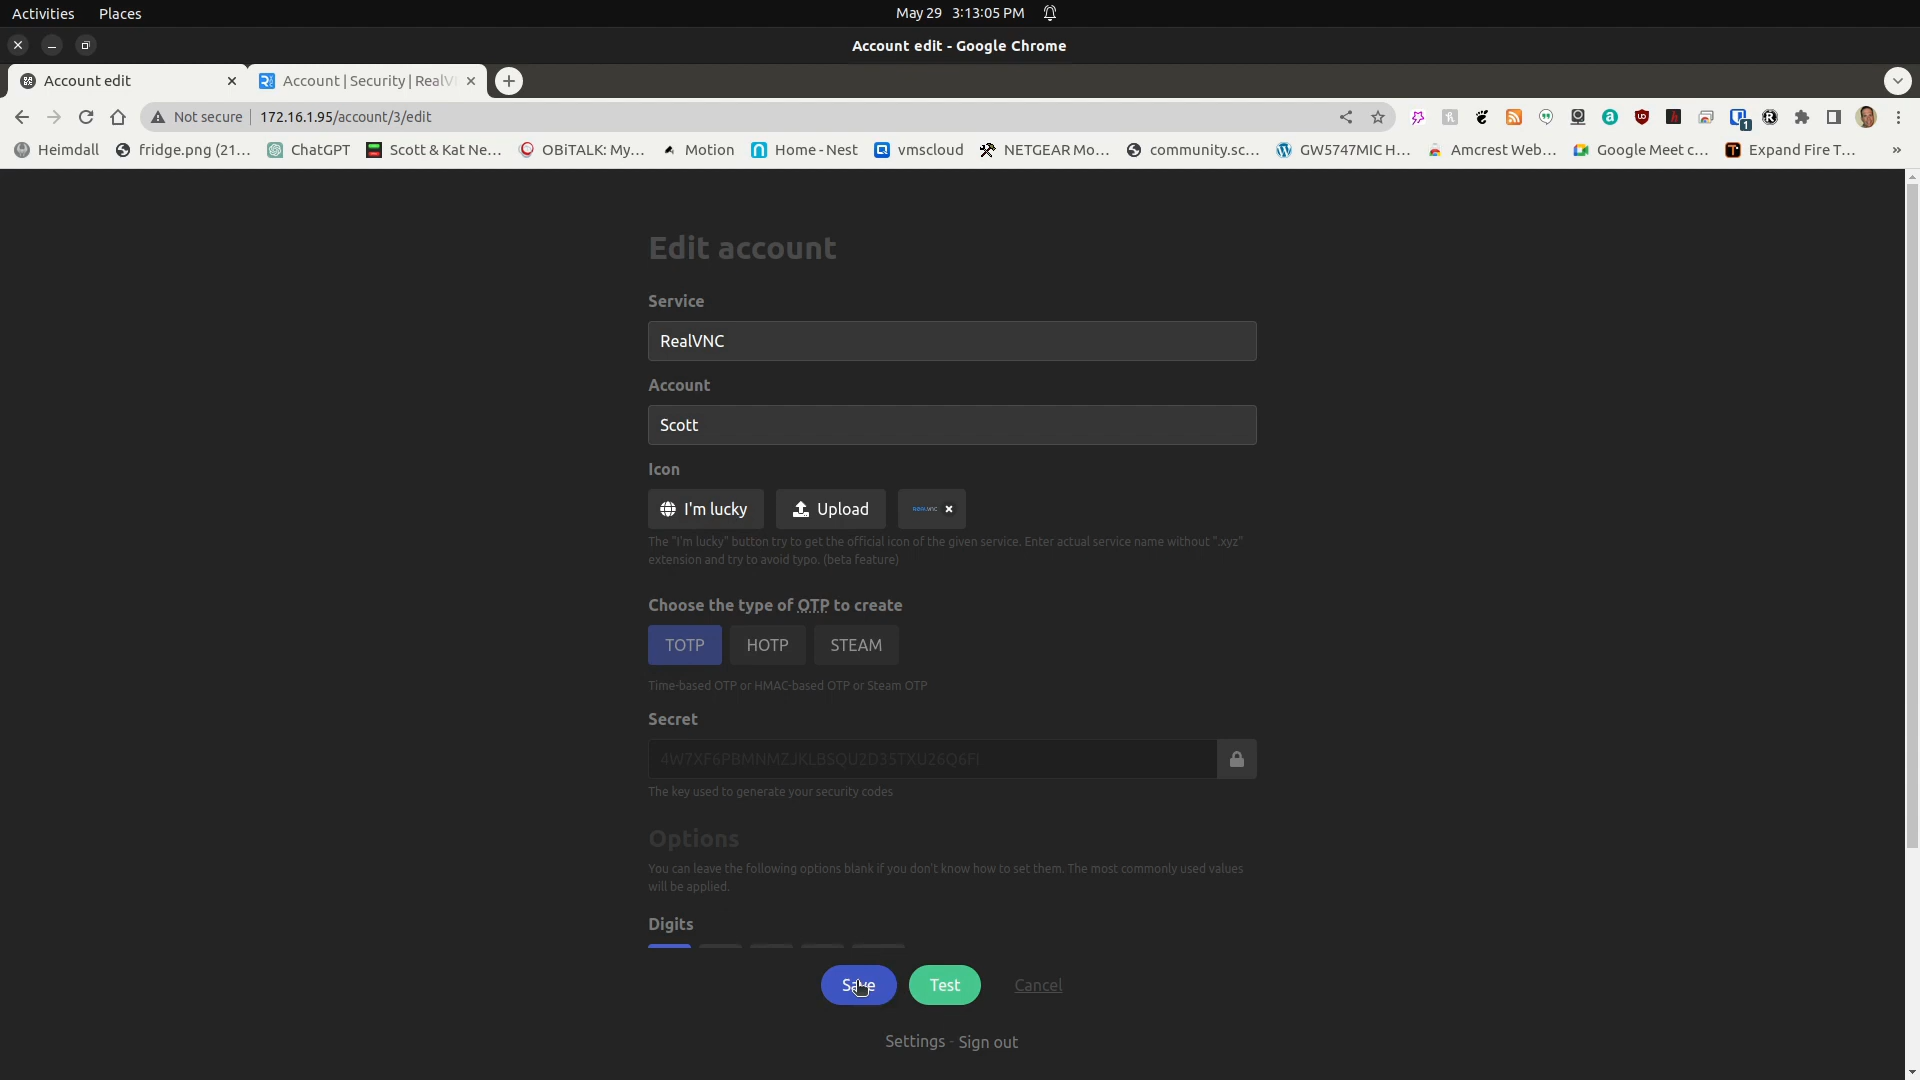 Activities Places May 29 3:13:05 PM
Account edit - Google Chrome
Account edit Account | Security | RealV
Not secure 172.16.1.95/account/3/edit
Heimdall fridge.png (21... ChatGPT Scott & Kat Ne... OBiTALK: My... Motion Home - Nest vmscloud NETGEAR Mo... community.sc... GW5747MIC H... Amcrest Web... Google Meet c... Expand Fire T... »
Edit account
Service
RealVNC
Account
Scott
Icon
I'm lucky Upload REALVNC
The "I'm lucky" button try to get the official icon of the given service. Enter actual service name without ".xyz"
extension and try to avoid typo. (beta feature)
Choose the type of OTP to create
TOTP HOTP STEAM
Time-based OTP or HMAC-based OTP or Steam OTP
Secret
4W7XF6PBMNMZJKLBSQU2D35TXU26Q6FI
The key used to generate your security codes
Options
You can leave the following options blank if you don't know how to set them. The most commonly used values
will be applied.
Digits
Save Test Cancel
Settings - Sign out